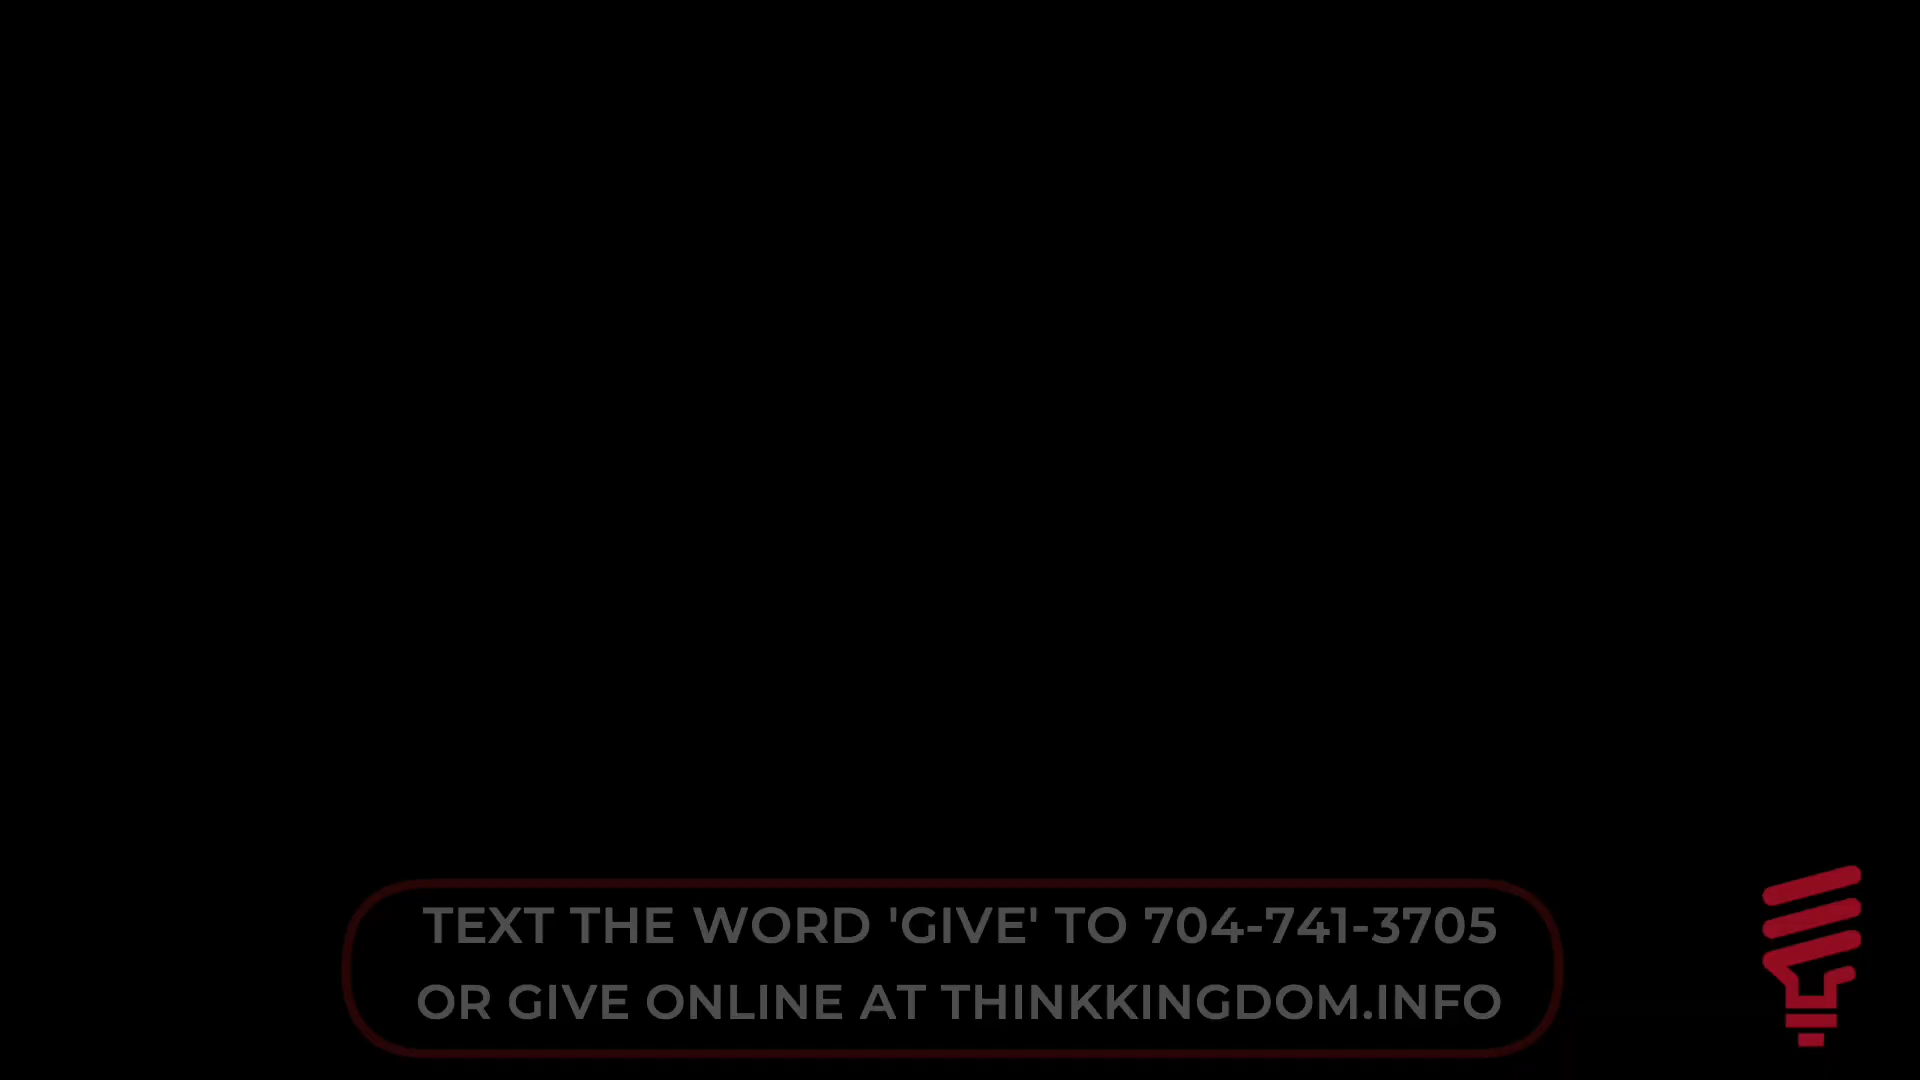 TEXT THE WORD 'GIVE' TO 704-741-3705
OR GIVE ONLINE AT THINKKINGDOM.INFO